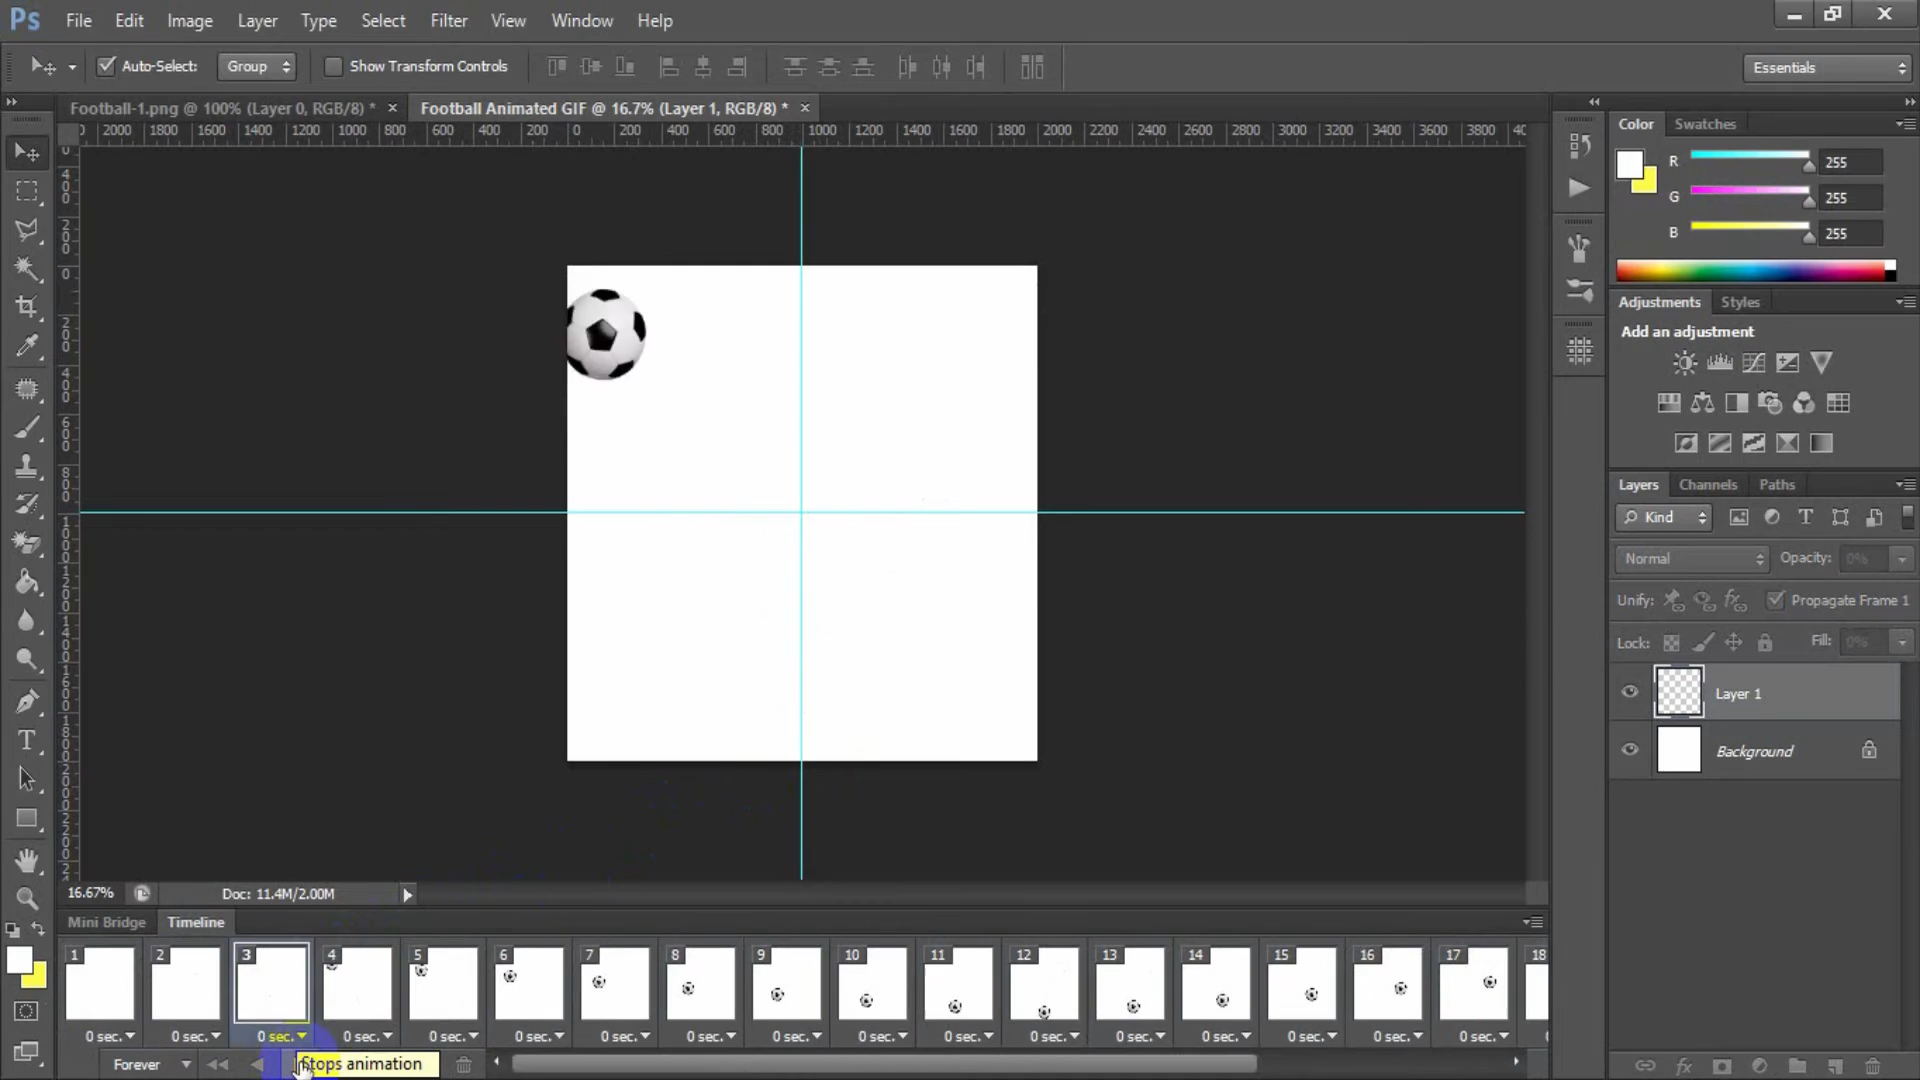 Ps File Edit Image Layer Type Select Filter View Window Help
Auto-Select: Group Show Transform Controls Essentials
Football-1.png @ 100% (Layer 0, RGB/8) * × Football Animated GIF @ 16.7% (Layer 1, RGB/8) * ×
2000 1800 1600 1400 1200 1000 800 600 400 200 0 200 400 600 800 1000 1200 1400 1600 1800 2000 2200 2400 2600 2800 3000 3200 3400 3600 3800
Color Swatches
R 255
G 255
B 255
Adjustments Styles
Add an adjustment
Layers Channels Paths
Kind
Normal Opacity: 0%
Unify: Propagate Frame 1
Lock: Fill: 0%
Layer 1
Background
16.67% Doc: 11.4M/2.00M
Mini Bridge Timeline
1 2 3 4 5 6 7 8 9 10 11 12 13 14 15 16 17 18
0 sec. 0 sec. 0 sec. 0 sec. 0 sec. 0 sec. 0 sec. 0 sec. 0 sec. 0 sec. 0 sec. 0 sec. 0 sec. 0 sec. 0 sec. 0 sec. 0 sec.
Forever Stops animation